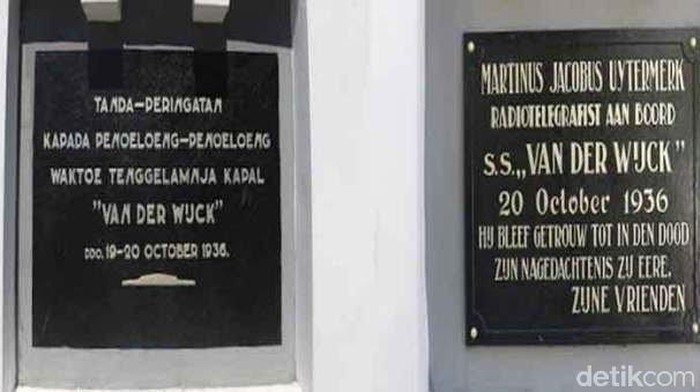 TANDA-PERINGATAN
KAPADA PENOELOENG-PENOELOENG
WAKTOE TENGGELAMNJA KAPAL
"VAN DER WIJCK"
DDO. 19-20 OCTOBER 1936.
MARTINUS JACOBUS UYTERMERK
RADIOTELEGRAFIST AAN BOORD
S.S. „VAN DER WIJCK"
20 October 1936
HIJ BLEEF GETROUW TOT IN DEN DOOD
ZIJN NAGEDACHTENIS ZIJ EERE.
ZIJNE VRIENDEN
detikcom